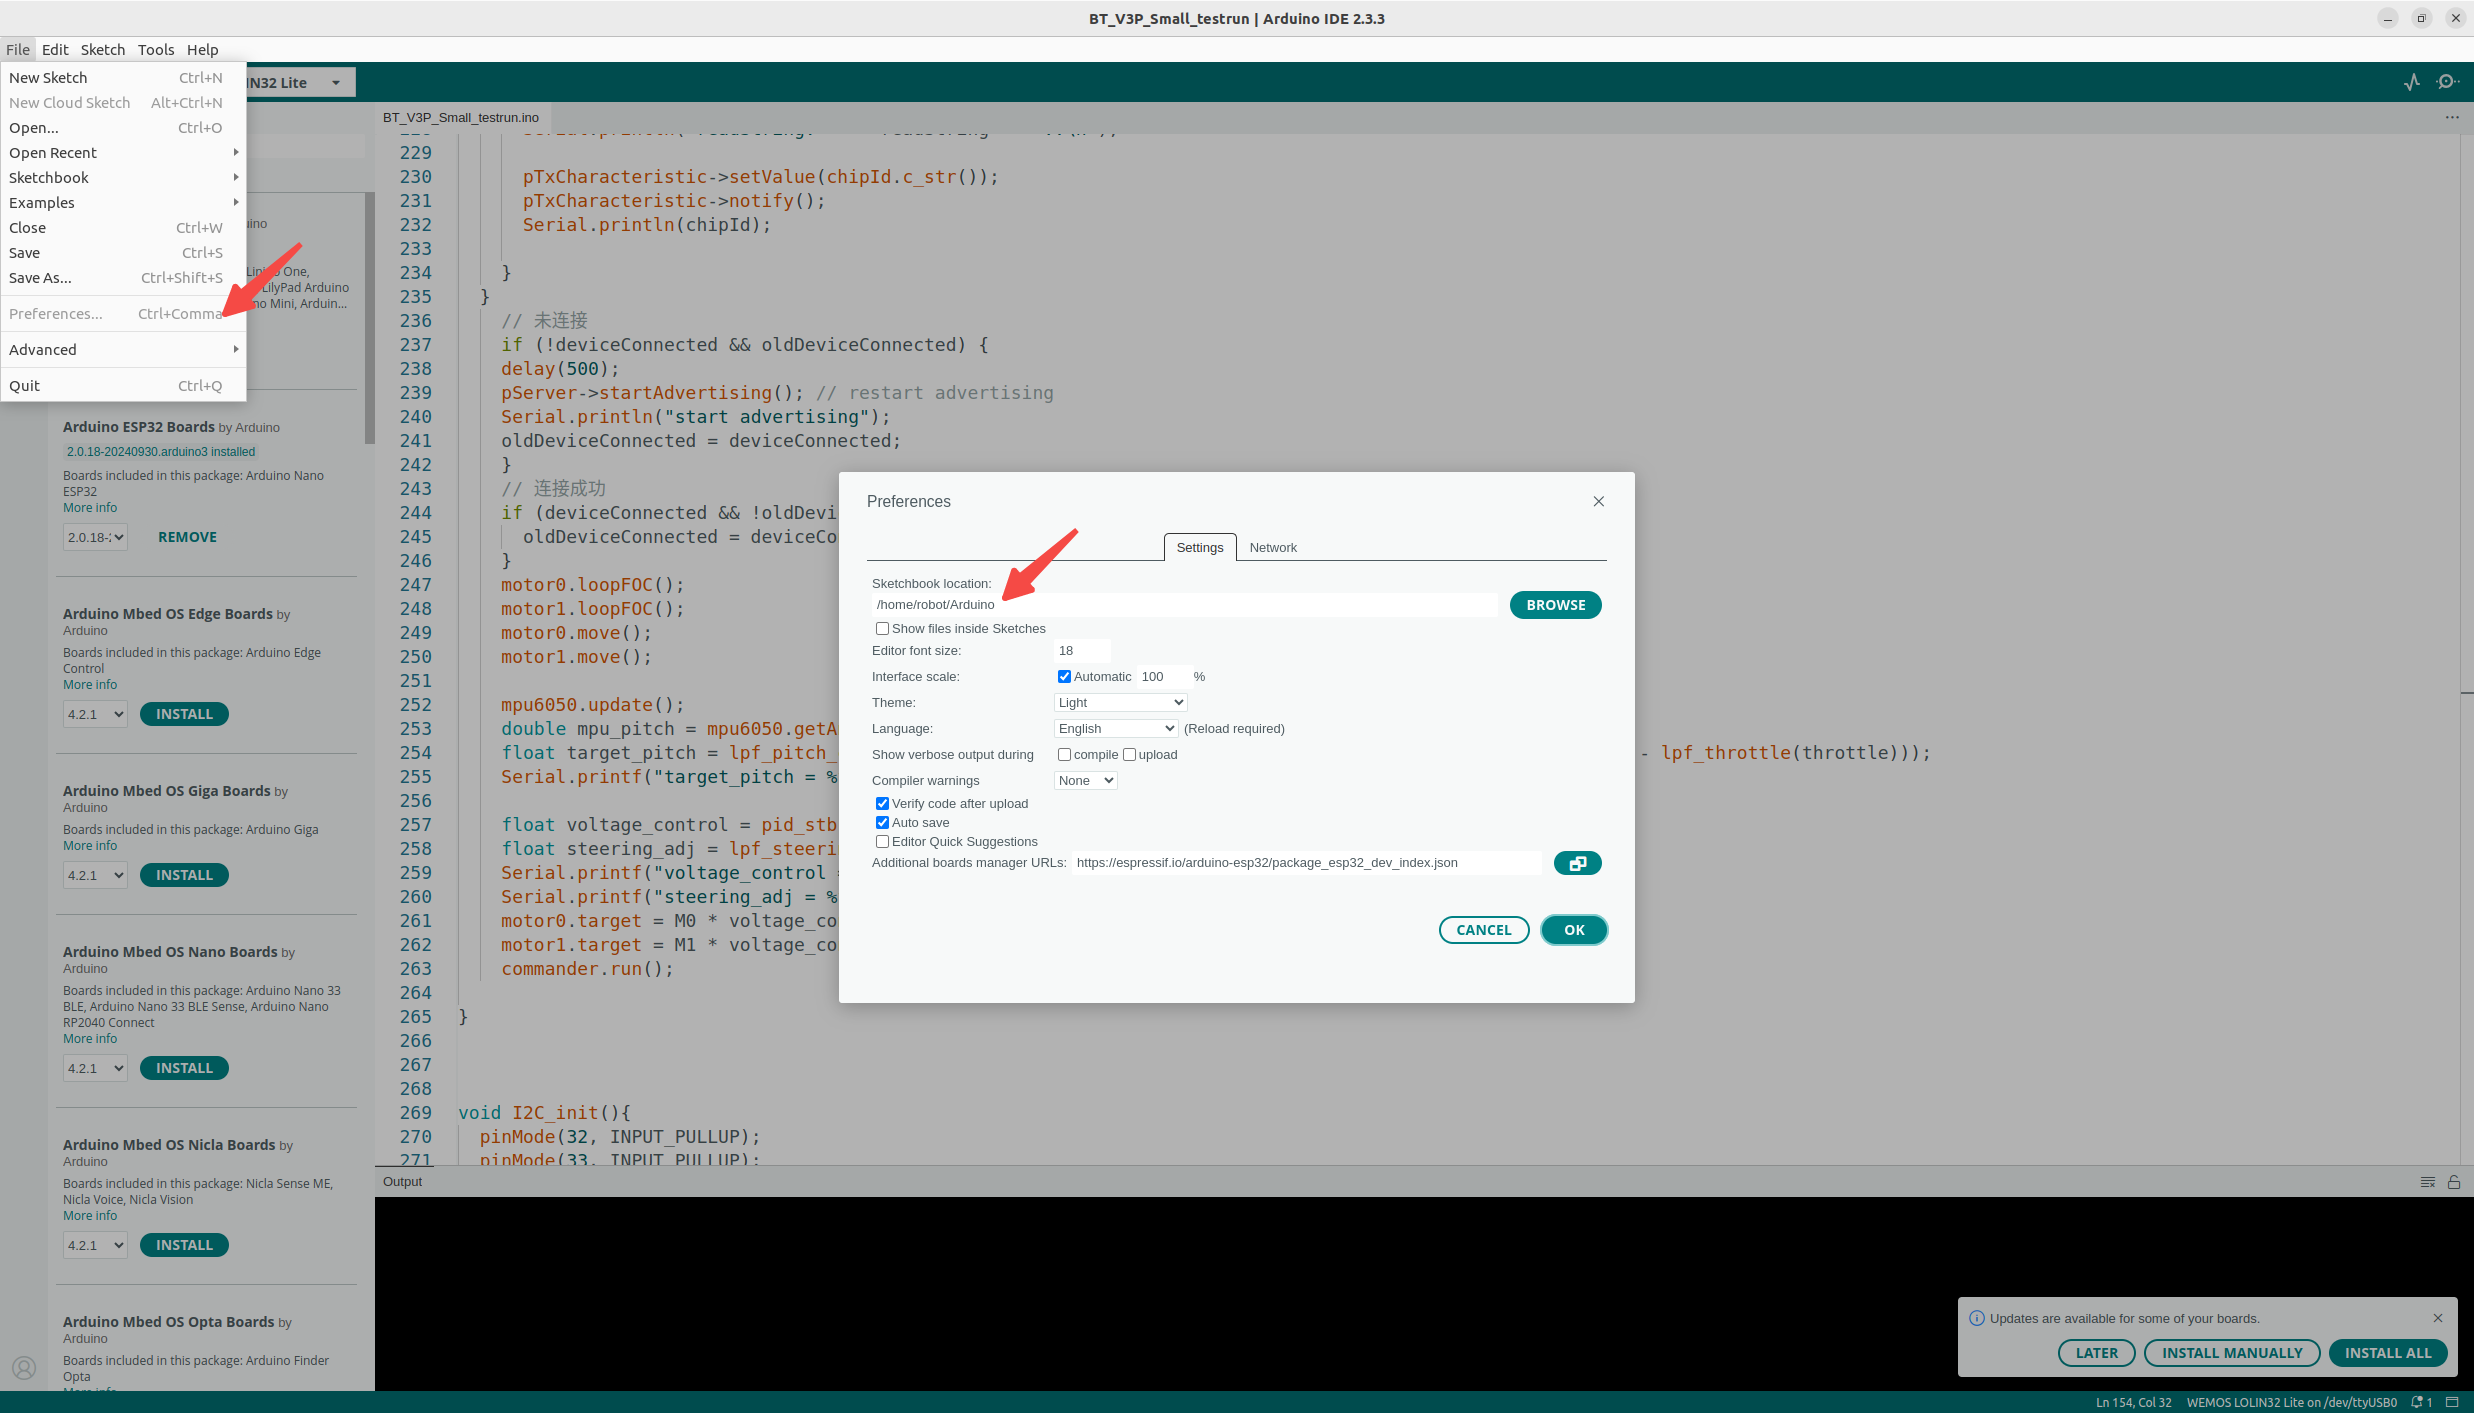 BT_V3P_Small_testrun | Arduino IDE 2.3.3
File Edit Sketch Tools Help
New Sketch Ctrl+N
New Cloud Sketch Alt+Ctrl+N
Open... Ctrl+O
Open Recent
Sketchbook
Examples
Close Ctrl+W
Save Ctrl+S
Save As... Ctrl+Shift+S
Preferences... Ctrl+Comma
Advanced
Quit Ctrl+Q
IN32 Lite
One,
LilyPad Arduino
no Mini, Arduin...
Arduino ESP32 Boards by Arduino
2.0.18-20240930.arduino3 installed
Boards included in this package: Arduino Nano
ESP32
More info
2.0.18-: REMOVE
Arduino Mbed OS Edge Boards by
Arduino
Boards included in this package: Arduino Edge
Control
More info
4.2.1 INSTALL
Arduino Mbed OS Giga Boards by
Arduino
Boards included in this package: Arduino Giga
More info
4.2.1 INSTALL
Arduino Mbed OS Nano Boards by
Arduino
Boards included in this package: Arduino Nano 33
BLE, Arduino Nano 33 BLE Sense, Arduino Nano
RP2040 Connect
More info
4.2.1 INSTALL
Arduino Mbed OS Nicla Boards by
Arduino
Boards included in this package: Nicla Sense ME,
Nicla Voice, Nicla Vision
More info
4.2.1 INSTALL
Arduino Mbed OS Opta Boards by
Arduino
Boards included in this package: Arduino Finder
Opta
More info
BT_V3P_Small_testrun.ino
229
230 pTxCharacteristic->setValue(chipId.c_str());
231 pTxCharacteristic->notify();
232 Serial.println(chipId);
233
234 }
235 }
236 // 未连接
237 if (!deviceConnected && oldDeviceConnected) {
238 delay(500);
239 pServer->startAdvertising(); // restart advertising
240 Serial.println("start advertising");
241 oldDeviceConnected = deviceConnected;
242 }
243 // 连接成功
244 if (deviceConnected && !oldDevi
245 oldDeviceConnected = deviceCo
246 }
247 motor0.loopFOC();
248 motor1.loopFOC();
249 motor0.move();
250 motor1.move();
251
252 mpu6050.update();
253 double mpu_pitch = mpu6050.getA
254 float target_pitch = lpf_pitch_ - lpf_throttle(throttle)));
255 Serial.printf("target_pitch = %
256
257 float voltage_control = pid_stb
258 float steering_adj = lpf_steeri
259 Serial.printf("voltage_control =
260 Serial.printf("steering_adj = %
261 motor0.target = M0 * voltage_co
262 motor1.target = M1 * voltage_co
263 commander.run();
264
265 }
266
267
268
269 void I2C_init(){
270 pinMode(32, INPUT_PULLUP);
271 pinMode(33, INPUT_PULLUP);
Preferences
Settings Network
Sketchbook location:
/home/robot/Arduino BROWSE
Show files inside Sketches
Editor font size: 18
Interface scale: Automatic 100 %
Theme: Light
Language: English (Reload required)
Show verbose output during compile upload
Compiler warnings None
Verify code after upload
Auto save
Editor Quick Suggestions
Additional boards manager URLs: https://espressif.io/arduino-esp32/package_esp32_dev_index.json
CANCEL OK
Output
Updates are available for some of your boards.
LATER INSTALL MANUALLY INSTALL ALL
Ln 154, Col 32 WEMOS LOLIN32 Lite on /dev/ttyUSB0 1